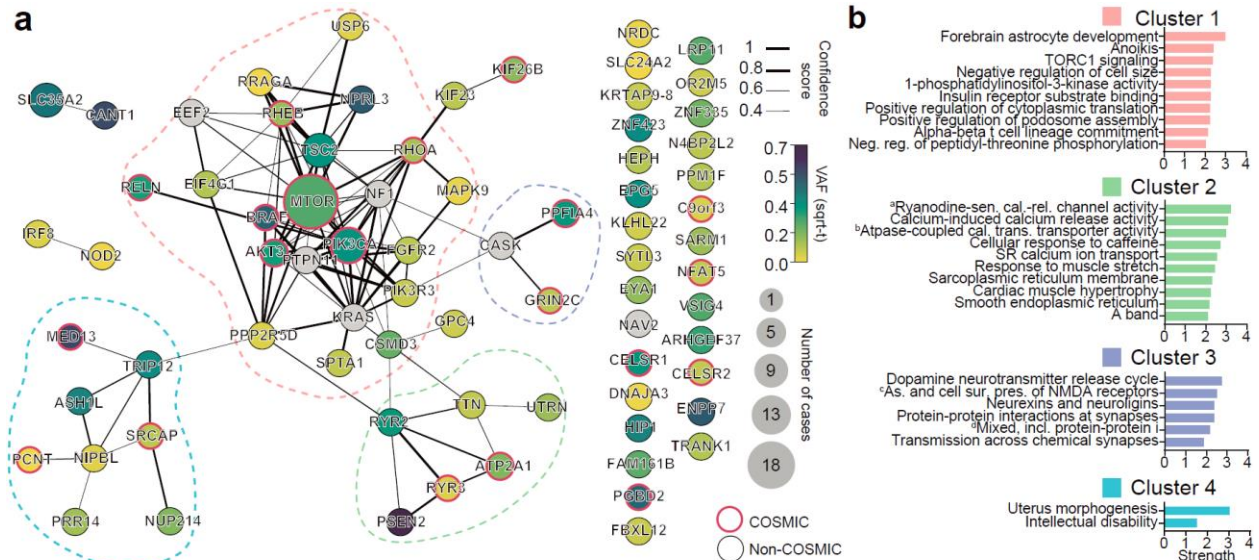 a
USP6
RRAGA
NPRL3
SLC35A2
CANT1
EEF2
RHEB
KIF26B
KIF23
TSC2
RHOA
RELN
EIF4G1
MTOR
NF1
MAPK9
BRAF
PPFIA4
IRF8
NOD2
AKT3
PIK3CA
PTPN11
FGFR2
CASK
PIK3R3
GRIN2C
KRAS
PPP2R5D
CSMD3
GPC4
SPTA1
MED13
TRIP12
ASH1L
SRCAP
PCNT
NIPBL
PRR14
NUP214
TTN
UTRN
RYR2
ATP2A1
RYR3
PSEN2
NRDC
SLC24A2
KRTAP9-8
ZNF423
HEPH
EPG5
KLHL22
SYTL3
EYA1
NAV2
CELSR1
DNAJA3
HIP1
FAM161B
PGBD2
FBXL12
LRP11
OR2M5
ZNF335
N4BP2L2
PPM1F
C9orf3
SARM1
NFAT5
VSIG4
ARHGEF37
CELSR2
ENPP7
TRANK1
1
0.8
0.6
0.4
Confidence score
0.7
0.6
0.4
0.2
0.0
VAF (sqrt-t)
1
5
9
13
18
Number of cases
COSMIC
Non-COSMIC
b
Cluster 1
Forebrain astrocyte development
Anoikis
TORC1 signaling
Negative regulation of cell size
1-phosphatidylinositol-3-kinase activity
Insulin receptor substrate binding
Positive regulation of cytoplasmic translation
Positive regulation of podosome assembly
Alpha-beta t cell lineage commitment
Neg. reg. of peptidyl-threonine phosphorylation
0 1 2 3 4
Cluster 2
aRyanodine-sen. cal.-rel. channel activity
Calcium-induced calcium release activity
bAtpase-coupled cal. trans. transporter activity
Cellular response to caffeine
SR calcium ion transport
Response to muscle stretch
Sarcoplasmic reticulum membrane
Cardiac muscle hypertrophy
Smooth endoplasmic reticulum
A band
0 1 2 3 4
Cluster 3
Dopamine neurotransmitter release cycle
cAs. and cell sur. pres. of NMDA receptors
Neurexins and neuroligins
Protein-protein interactions at synapses
dMixed, incl. protein-protein i
Transmission across chemical synapses
0 1 2 3 4
Cluster 4
Uterus morphogenesis
Intellectual disability
0 1 2 3 4
Strength